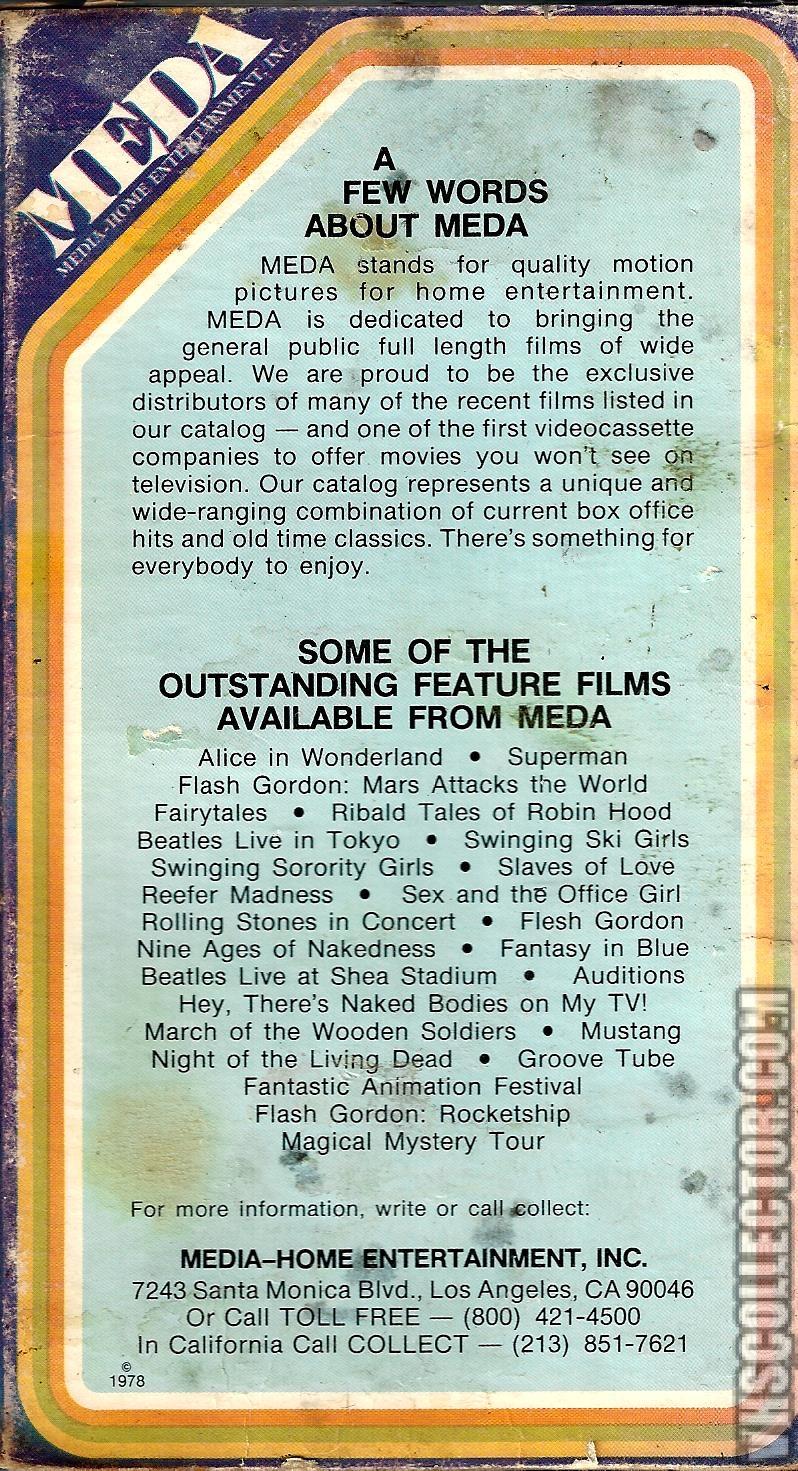 MEDA
MEDIA-HOME ENTERTAINMENT, INC.
A
FEW WORDS
ABOUT MEDA
MEDA stands for quality motion
pictures for home entertainment.
MEDA is dedicated to bringing the
general public full length films of wide
appeal. We are proud to be the exclusive
distributors of many of the recent films listed in
our catalog — and one of the first videocassette
companies to offer movies you won't see on
television. Our catalog represents a unique and
wide-ranging combination of current box office
hits and old time classics. There's something for
everybody to enjoy.
SOME OF THE
OUTSTANDING FEATURE FILMS
AVAILABLE FROM MEDA
Alice in Wonderland • Superman
Flash Gordon: Mars Attacks the World
Fairytales • Ribald Tales of Robin Hood
Beatles Live in Tokyo • Swinging Ski Girls
Swinging Sorority Girls • Slaves of Love
Reefer Madness • Sex and the Office Girl
Rolling Stones in Concert • Flesh Gordon
Nine Ages of Nakedness • Fantasy in Blue
Beatles Live at Shea Stadium • Auditions
Hey, There's Naked Bodies on My TV!
March of the Wooden Soldiers • Mustang
Night of the Living Dead • Groove Tube
Fantastic Animation Festival
Flash Gordon: Rocketship
Magical Mystery Tour
For more information, write or call collect:
MEDIA–HOME ENTERTAINMENT, INC.
7243 Santa Monica Blvd., Los Angeles, CA 90046
Or Call TOLL FREE — (800) 421-4500
In California Call COLLECT — (213) 851-7621
©
1978
VHSCOLLECTOR.COM